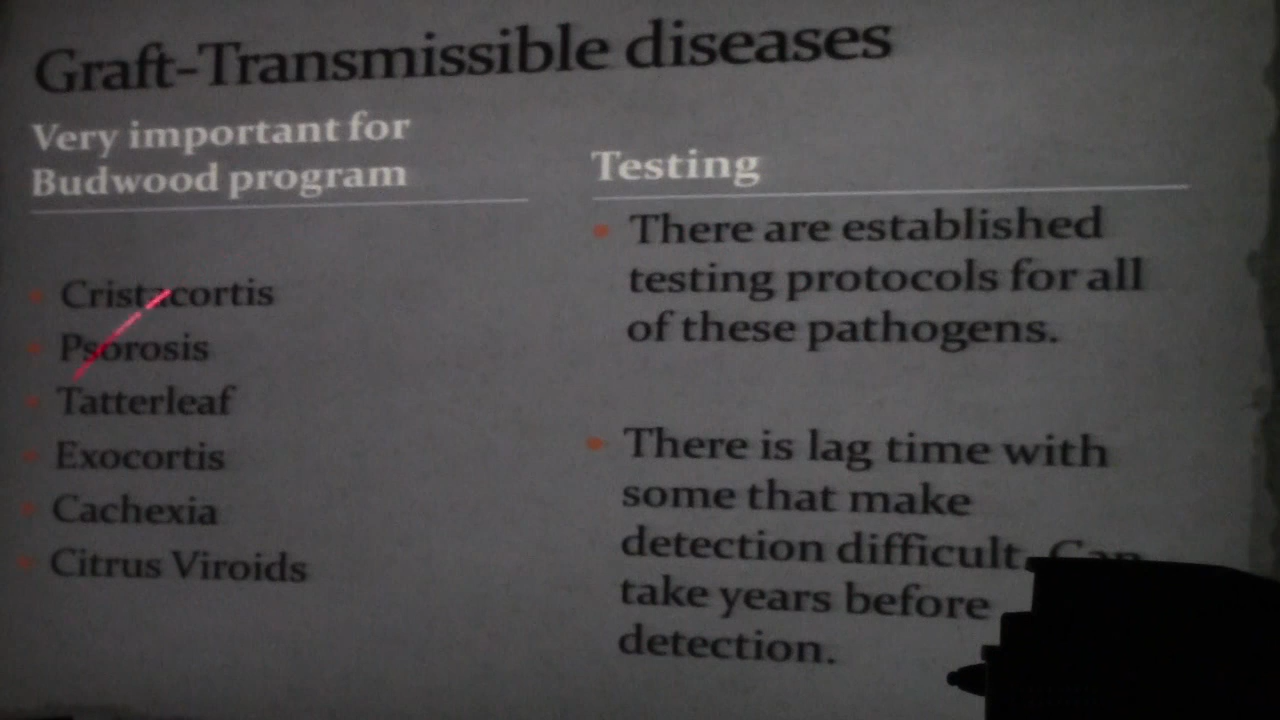 Graft-Transmissible diseases
Very important for
Budwood program
Cristacortis
Psorosis
Tatterleaf
Exocortis
Cachexia
Citrus Viroids
Testing
There are established
testing protocols for all
of these pathogens.
There is lag time with
some that make
detection difficult. Can
take years before
detection.